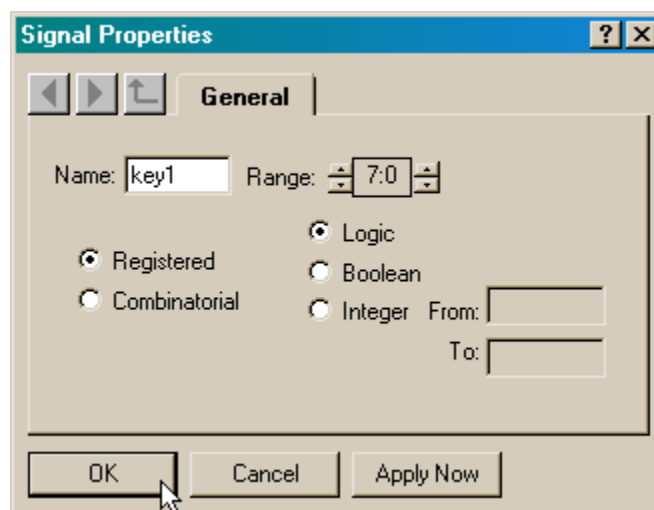 Signal Properties ? ×
General
Name: key1 Range: 7:0
Logic
Registered
Boolean
Combinatorial
Integer From:
To:
OK Cancel Apply Now